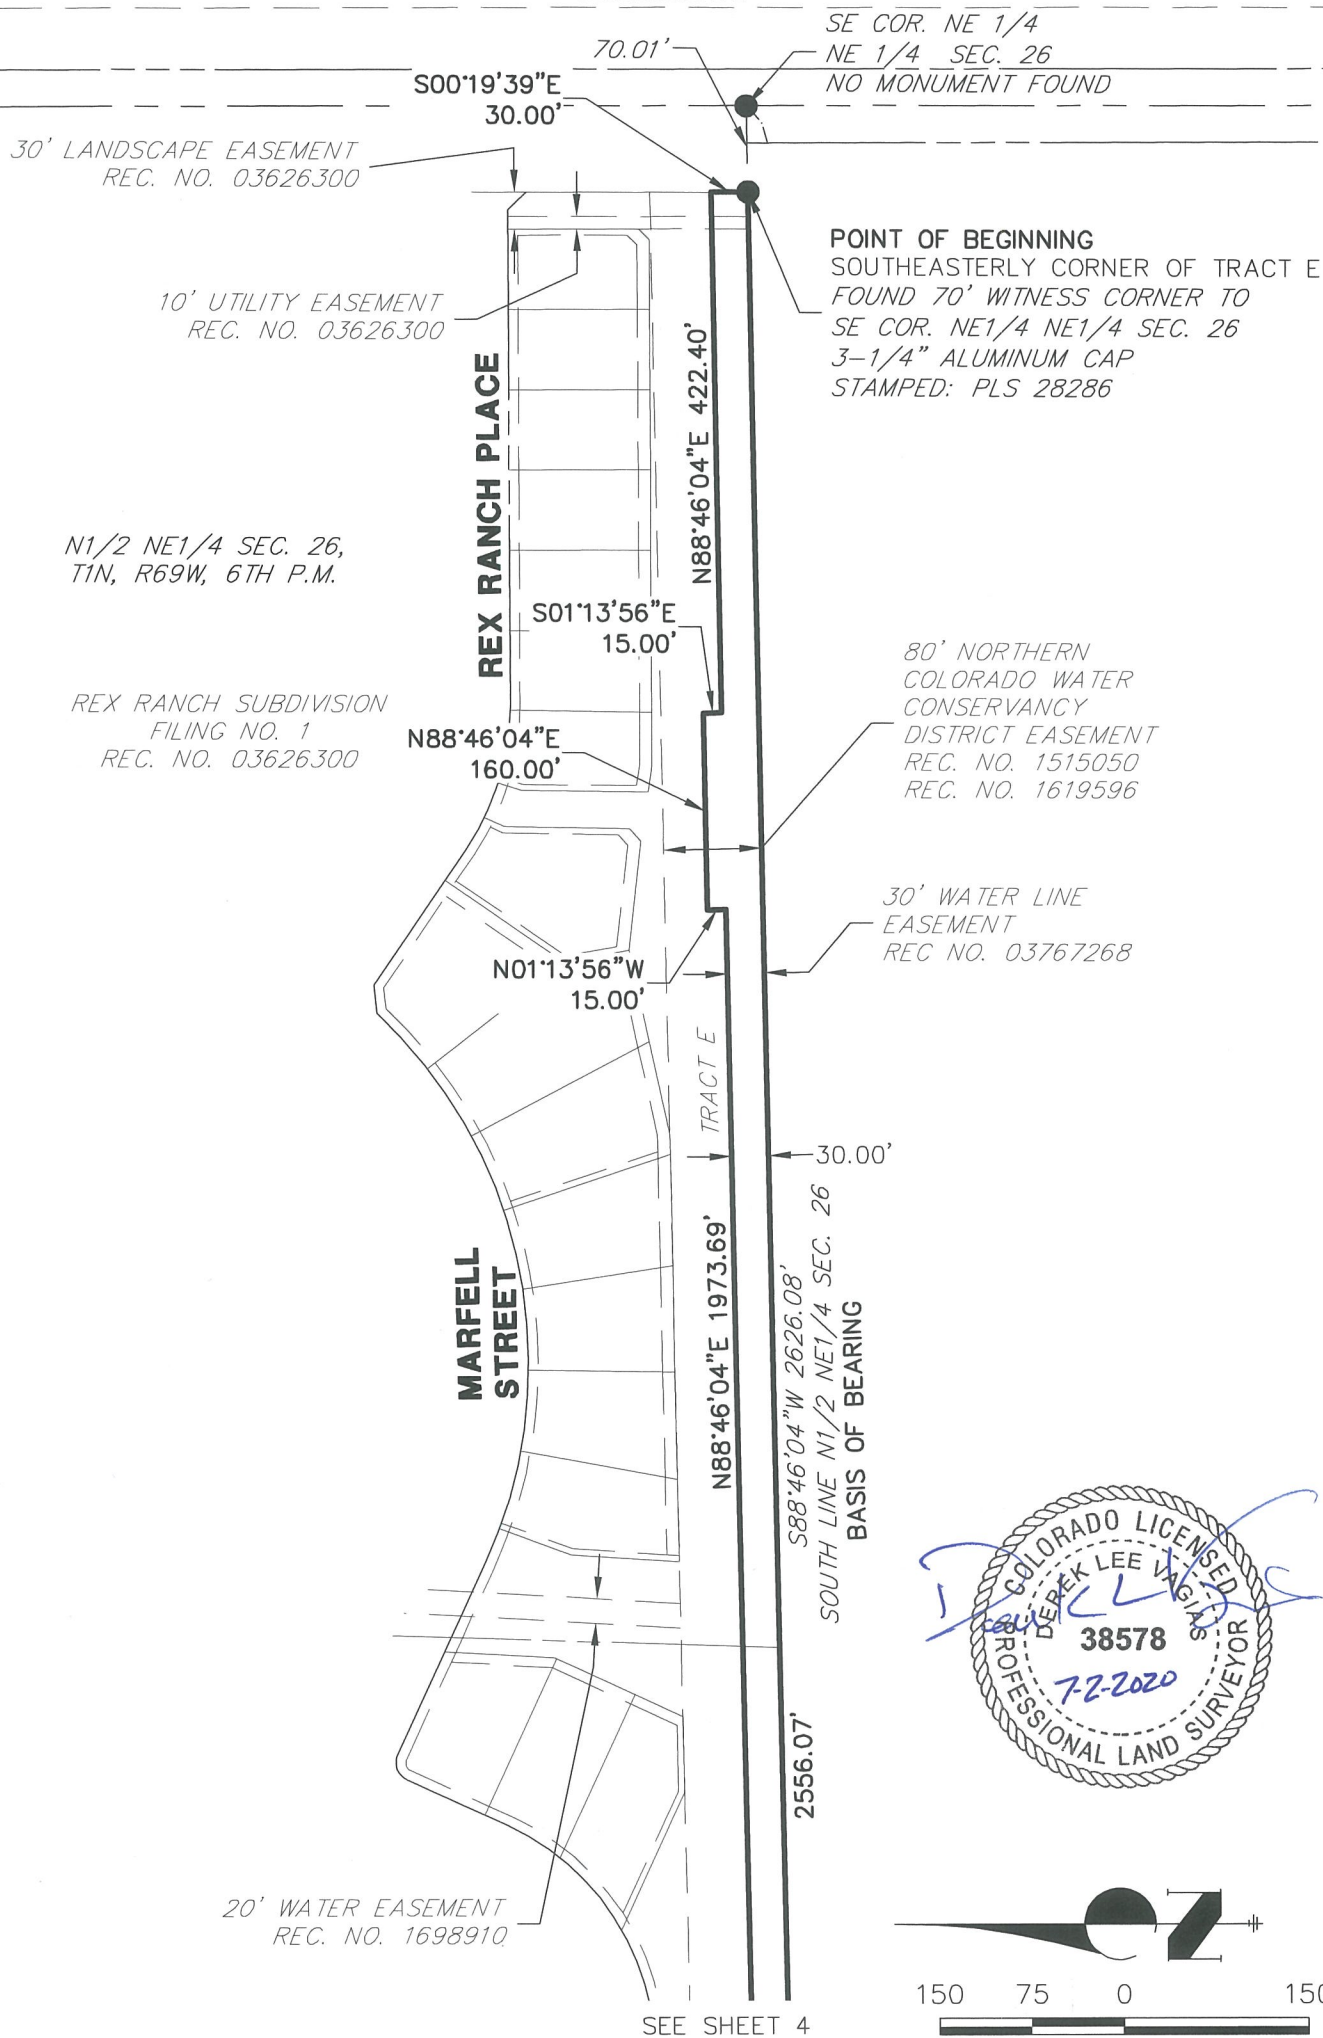 SE COR. NE 1/4
NE 1/4 SEC. 26
NO MONUMENT FOUND
70.01'
S00°19'39"E
30.00'
30' LANDSCAPE EASEMENT
REC. NO. 03626300
POINT OF BEGINNING
SOUTHEASTERLY CORNER OF TRACT E
FOUND 70' WITNESS CORNER TO
SE COR. NE1/4 NE1/4 SEC. 26
3-1/4" ALUMINUM CAP
STAMPED: PLS 28286
10' UTILITY EASEMENT
REC. NO. 03626300
REX RANCH PLACE
N88°46'04"E 422.40'
N1/2 NE1/4 SEC. 26,
T1N, R69W, 6TH P.M.
S01°13'56"E
15.00'
REX RANCH SUBDIVISION
FILING NO. 1
REC. NO. 03626300
N88°46'04"E
160.00'
80' NORTHERN
COLORADO WATER
CONSERVANCY
DISTRICT EASEMENT
REC. NO. 1515050
REC. NO. 1619596
30' WATER LINE
EASEMENT
REC NO. 03767268
N01°13'56"W
15.00'
TRACT E
30.00'
MARFELL
STREET
N88°46'04"E 1973.69'
S88°46'04"W 2626.08'
SOUTH LINE N1/2 NE1/4 SEC. 26
BASIS OF BEARING
2556.07'
COLORADO LICENSED
DEREK LEE VAGIAS
38578
7-2-2020
PROFESSIONAL LAND SURVEYOR
20' WATER EASEMENT
REC. NO. 1698910
N
150 75 0 150
SEE SHEET 4